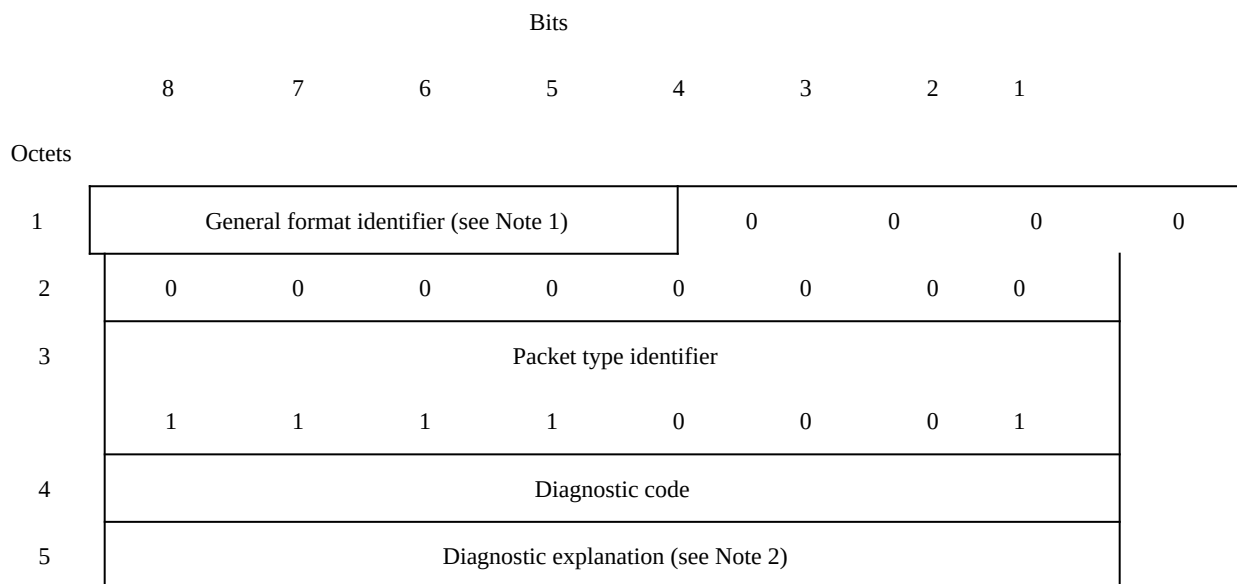 Bits
8 7 6 5 4 3 2 1
Octets
1 General format identifier (see Note 1) 0 0 0 0
2 0 0 0 0 0 0 0 0
3 Packet type identifier
1 1 1 1 0 0 0 1
4 Diagnostic code
5 Diagnostic explanation (see Note 2)